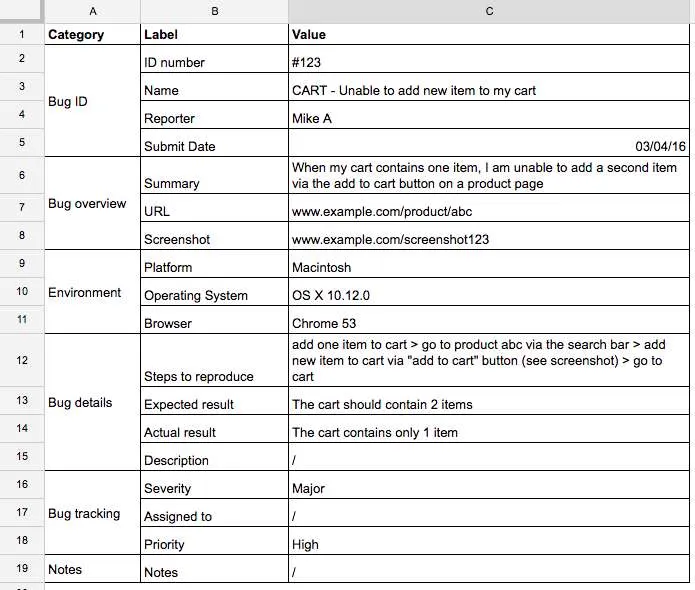 A B C
1 Category Label Value
2 ID number #123
3 Name CART - Unable to add new item to my cart
Bug ID
4 Reporter Mike A
5 Submit Date 03/04/16
6 Summary When my cart contains one item, I am unable to add a second item
via the add to cart button on a product page
Bug overview
7 URL www.example.com/product/abc
8 Screenshot www.example.com/screenshot123
9 Platform Macintosh
10 Environment Operating System OS X 10.12.0
11 Browser Chrome 53
12 Steps to reproduce add one item to cart > go to product abc via the search bar > add
new item to cart via "add to cart" button (see screenshot) > go to
cart
13 Bug details Expected result The cart should contain 2 items
14 Actual result The cart contains only 1 item
15 Description /
16 Severity Major
17 Bug tracking Assigned to /
18 Priority High
19 Notes Notes /